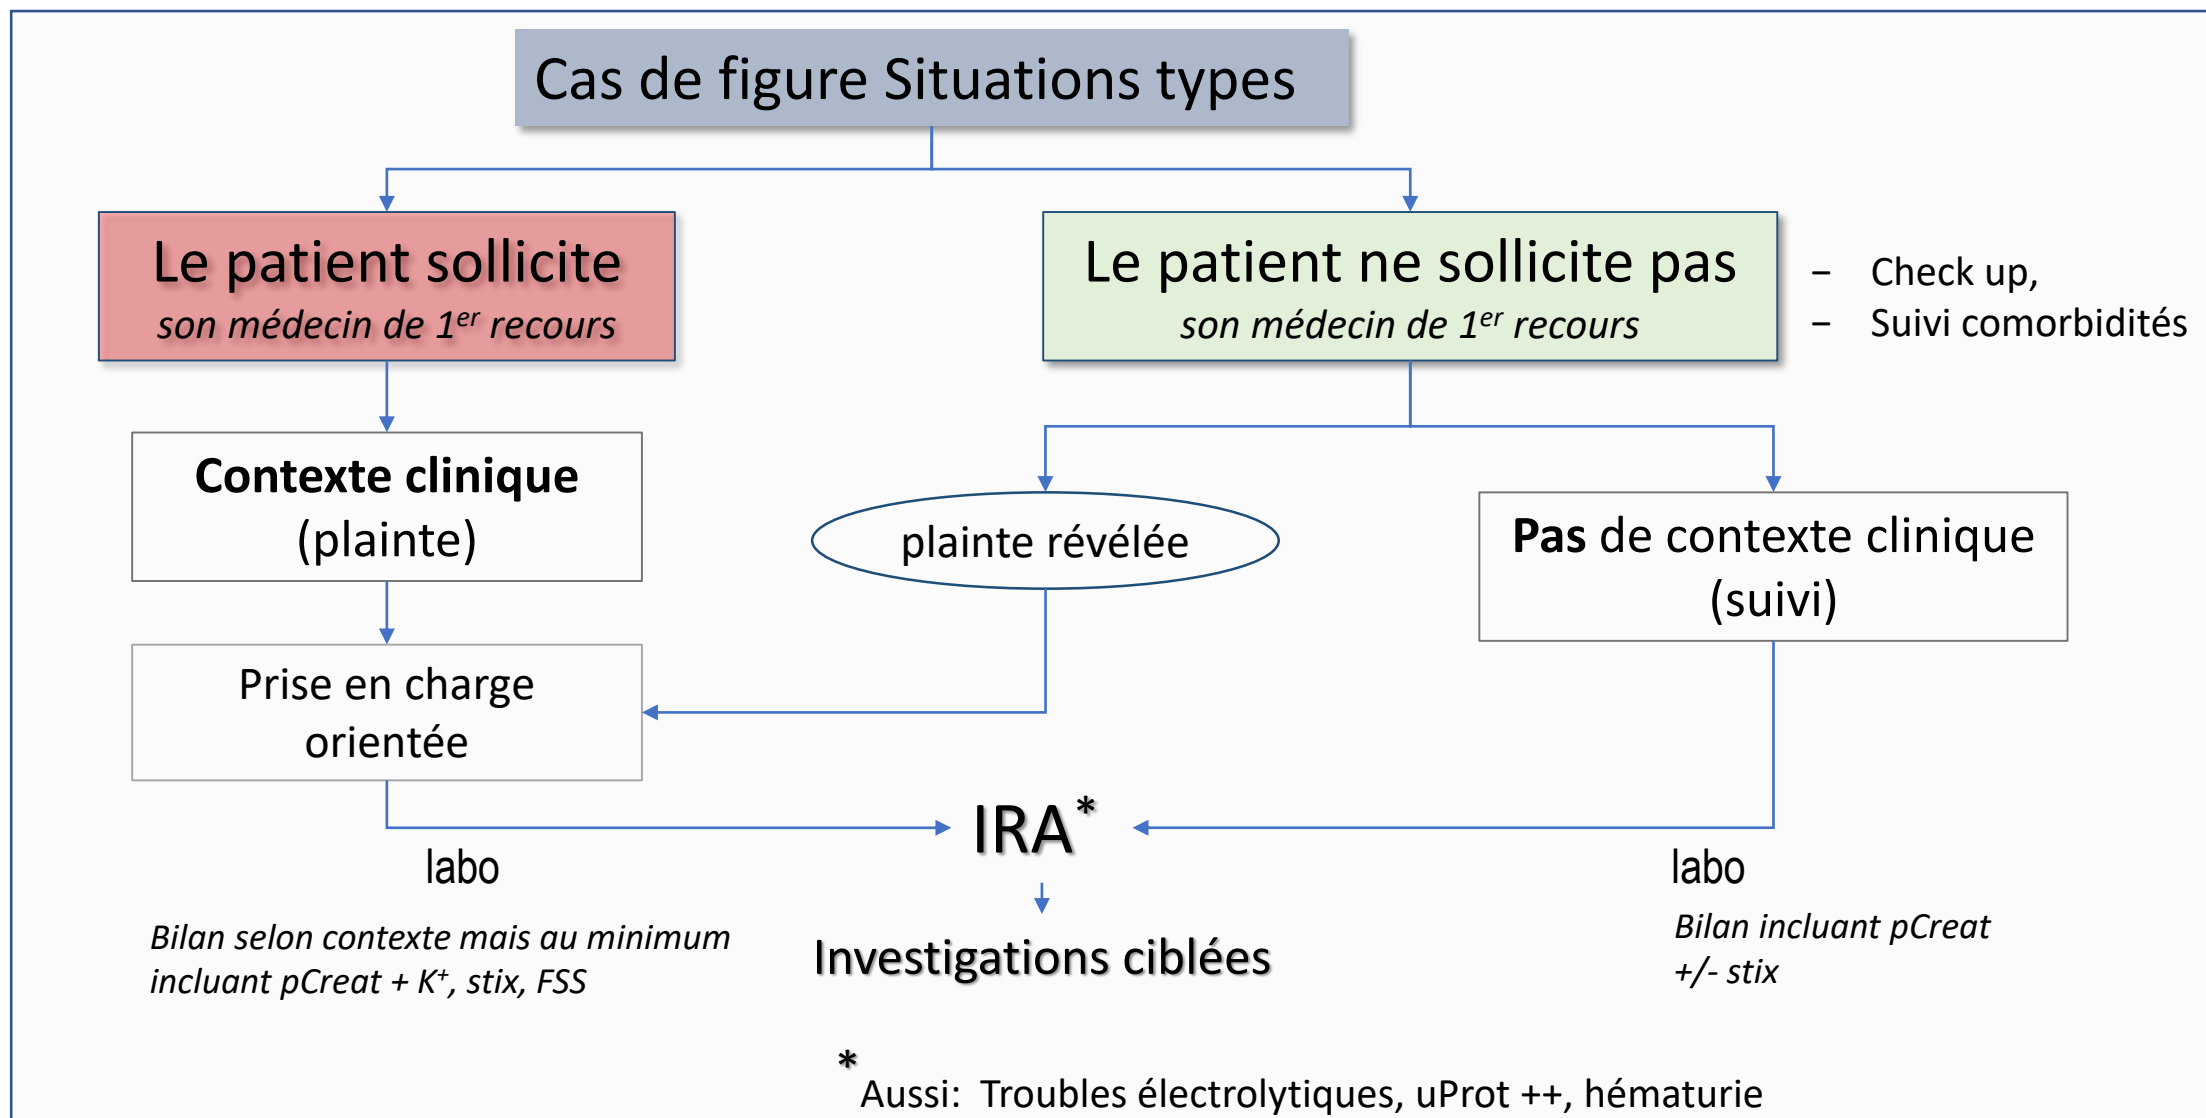 Cas de figure Situations types
Le patient sollicite
son médecin de 1er recours
Le patient ne sollicite pas
son médecin de 1er recours
– Check up,
– Suivi comorbidités
Contexte clinique
(plainte)
plainte révélée
Pas de contexte clinique
(suivi)
Prise en charge
orientée
IRA*
labo
labo
Bilan selon contexte mais au minimum
incluant pCreat + K+, stix, FSS
Investigations ciblées
Bilan incluant pCreat
+/- stix
*Aussi: Troubles électrolytiques, uProt ++, hématurie